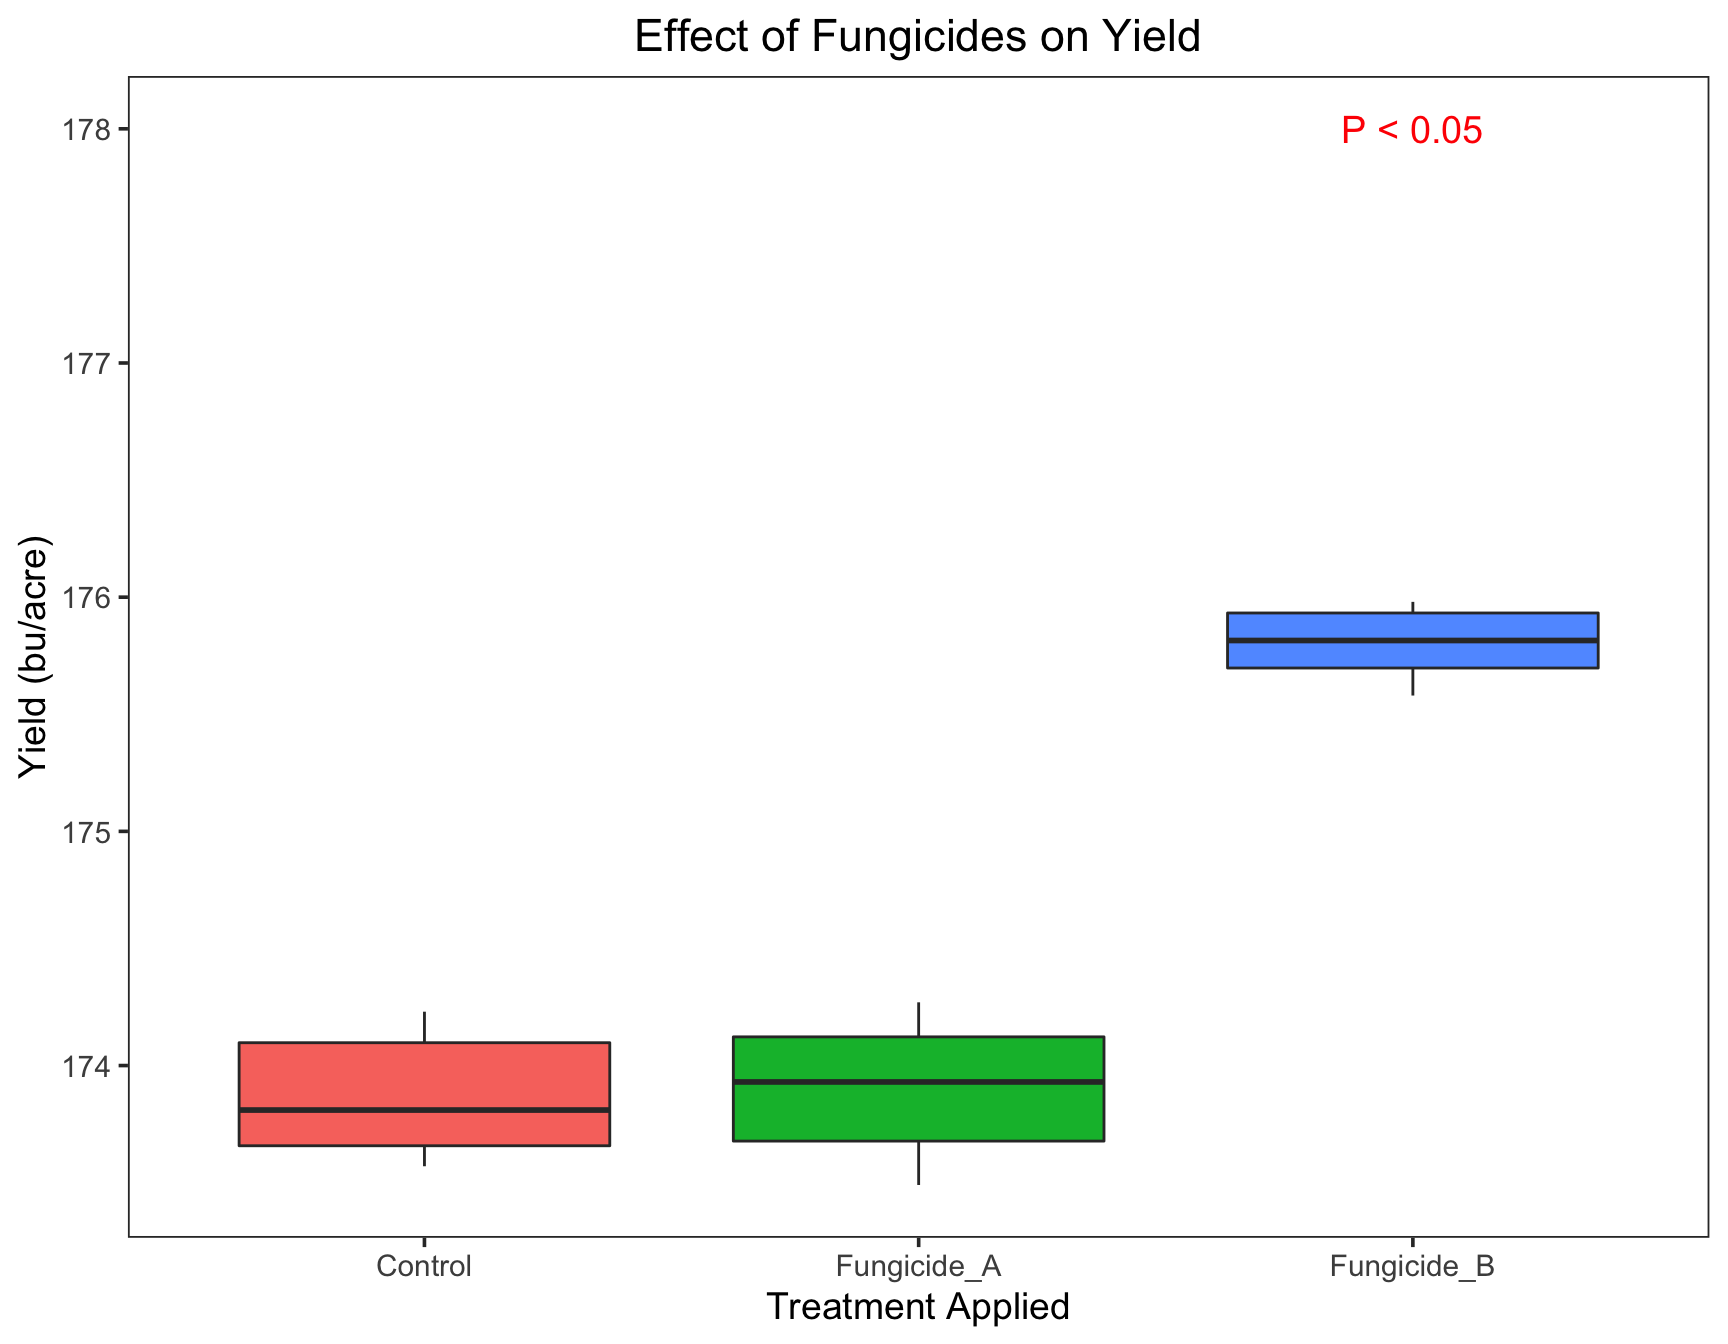 Effect of Fungicides on Yield
P < 0.05
178
177
176
175
174
Yield (bu/acre)
Control
Fungicide_A
Fungicide_B
Treatment Applied